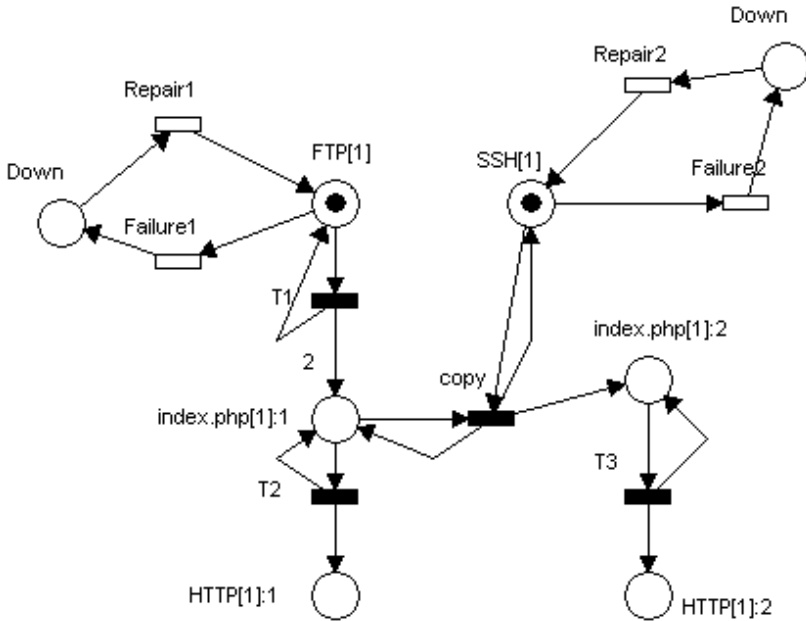 Down
Repair2
Repair1
FTP[1]
SSH[1]
Down
Failure2
Failure1
T1
index.php[1]:2
2
copy
index.php[1]:1
T2
T3
HTTP[1]:1
HTTP[1]:2